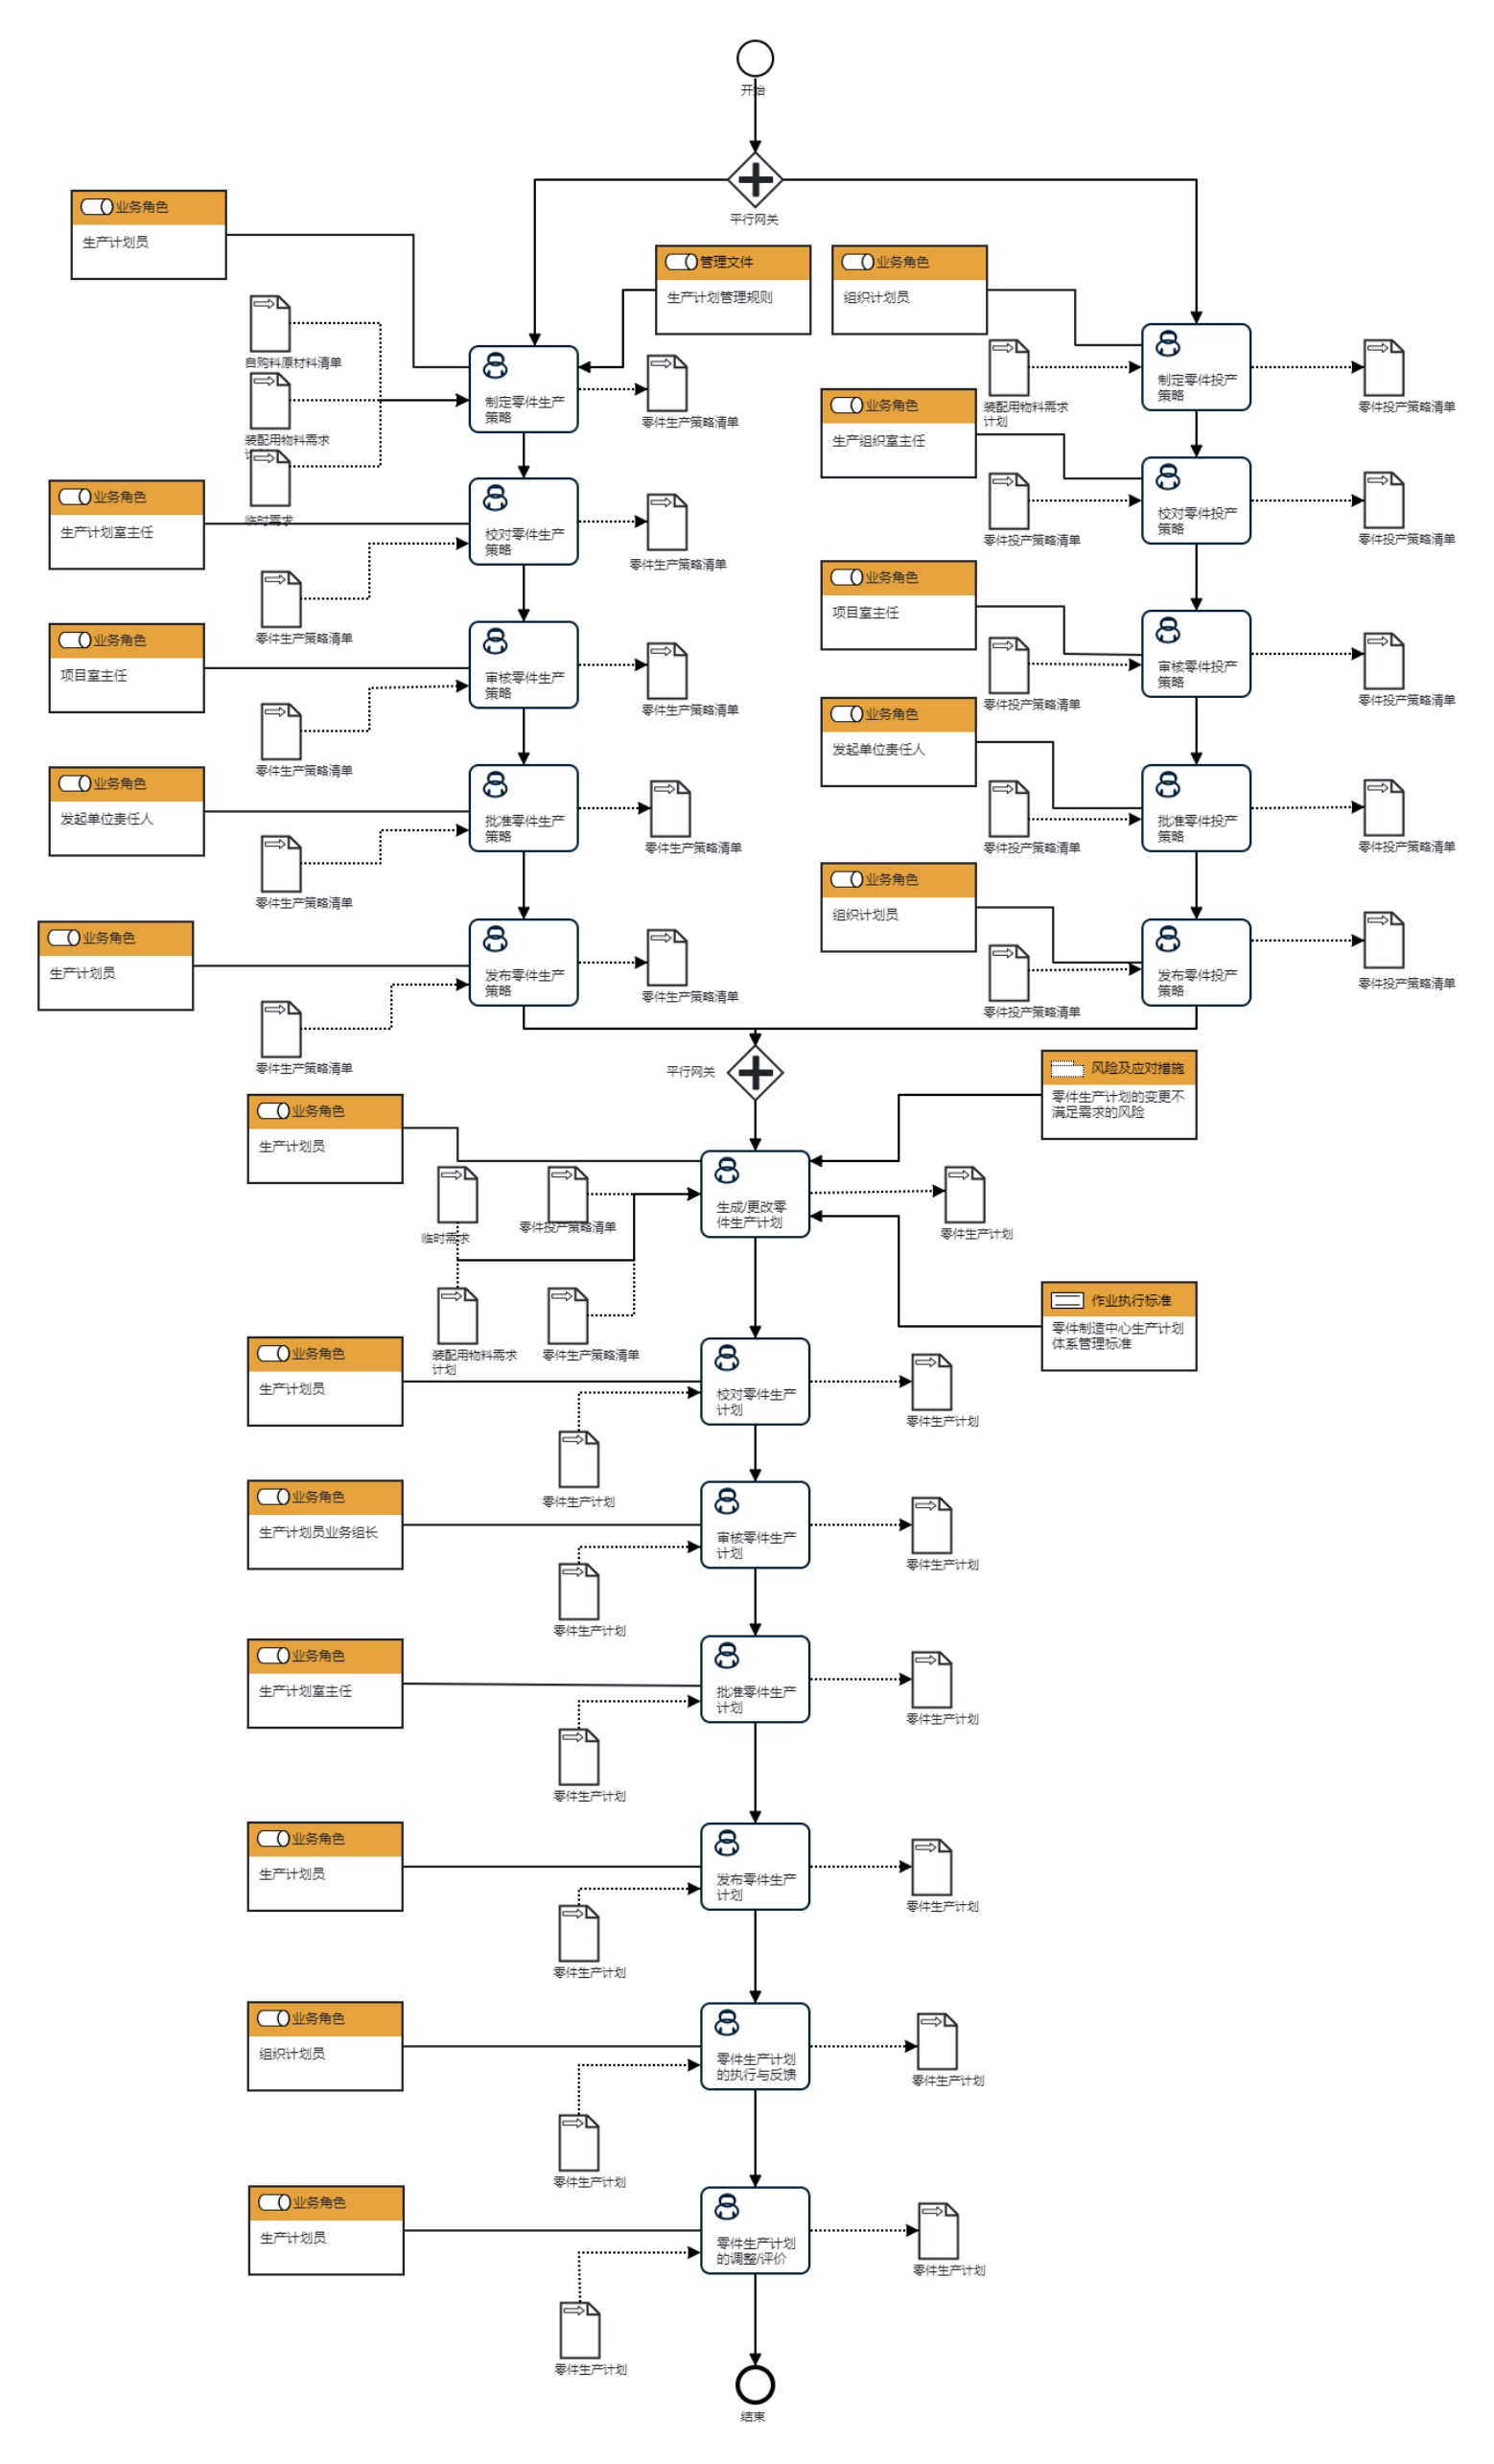 开始
平行网关
业务角色
生产计划员
管理文件
生产计划管理规则
业务角色
组织计划员
自购料原材料清单
装配用物料需求
临时需求
制定零件生产
策略
零件生产策略清单
装配用物料需求
计划
制定零件投产
策略
零件投产策略清单
业务角色
生产计划室主任
零件生产策略清单
校对零件生产
策略
零件生产策略清单
业务角色
生产组织室主任
零件投产策略清单
校对零件投产
策略
零件投产策略清单
业务角色
项目室主任
零件生产策略清单
审核零件生产
策略
零件生产策略清单
业务角色
项目室主任
零件投产策略清单
审核零件投产
策略
零件投产策略清单
业务角色
发起单位责任人
零件生产策略清单
批准零件生产
策略
零件生产策略清单
业务角色
发起单位责任人
零件投产策略清单
批准零件投产
策略
零件投产策略清单
业务角色
生产计划员
零件生产策略清单
发布零件生产
策略
零件生产策略清单
业务角色
组织计划员
零件投产策略清单
发布零件投产
策略
零件投产策略清单
平行网关
风险及应对措施
零件生产计划的变更不
满足需求的风险
业务角色
生产计划员
临时需求
零件投产策略清单
装配用物料需求
计划
零件生产策略清单
生成/更改零
件生产计划
零件生产计划
作业执行标准
零件制造中心生产计划
体系管理标准
业务角色
生产计划员
零件生产计划
校对零件生产
计划
零件生产计划
业务角色
生产计划员业务组长
零件生产计划
审核零件生产
计划
零件生产计划
业务角色
生产计划室主任
零件生产计划
批准零件生产
计划
零件生产计划
业务角色
生产计划员
零件生产计划
发布零件生产
计划
零件生产计划
业务角色
组织计划员
零件生产计划
零件生产计划
的执行与反馈
零件生产计划
业务角色
生产计划员
零件生产计划
零件生产计划
的调整/评价
零件生产计划
结束